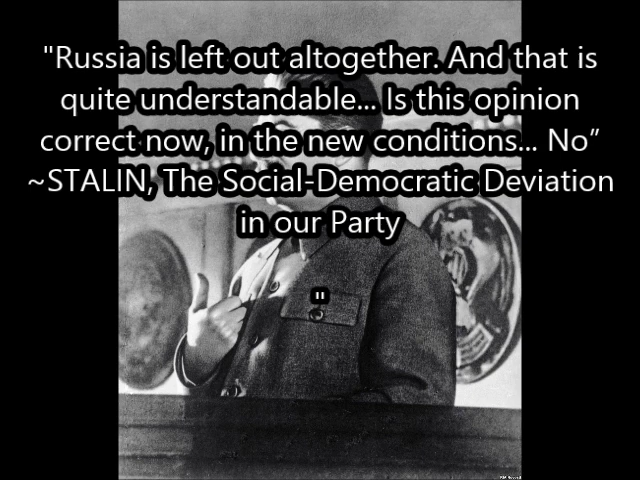 "Russia is left out altogether. And that is
quite understandable... Is this opinion
correct now, in the new conditions... No”
~STALIN, The Social-Democratic Deviation
in our Party
"